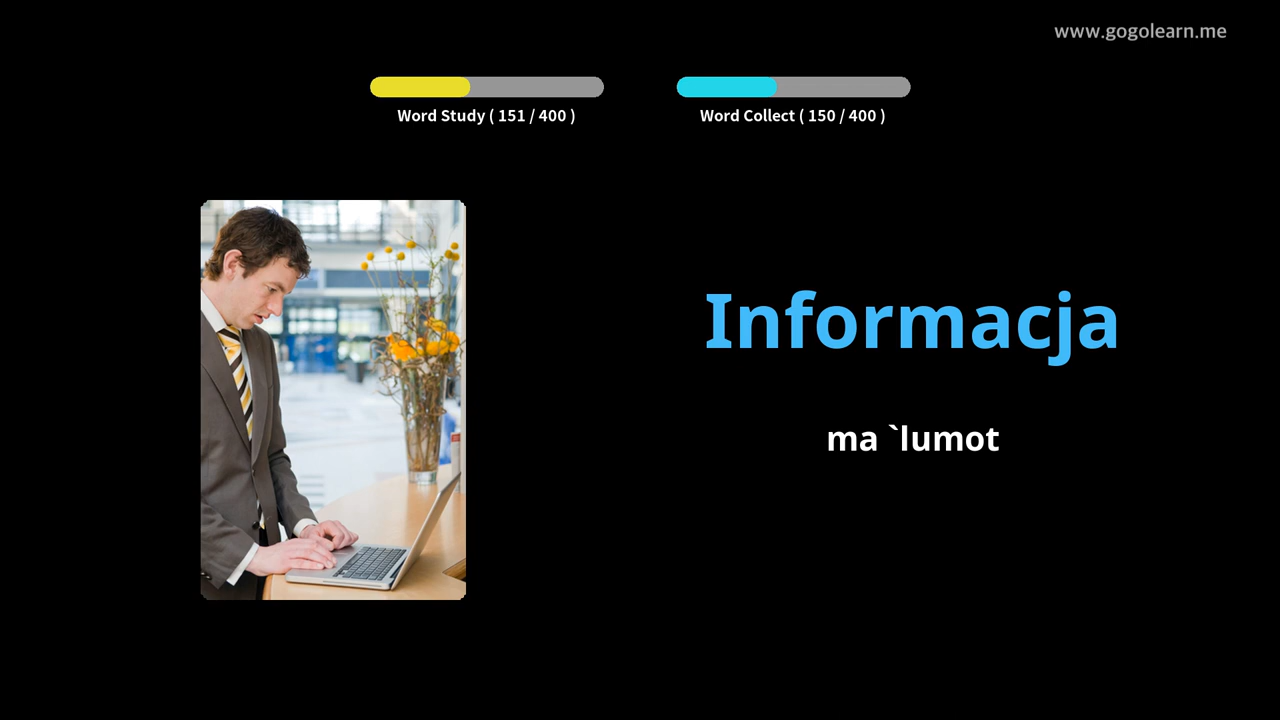 www.gogolearn.me
Word Study ( 151 / 400 )
Word Collect ( 150 / 400 )
Informacja
ma `lumot